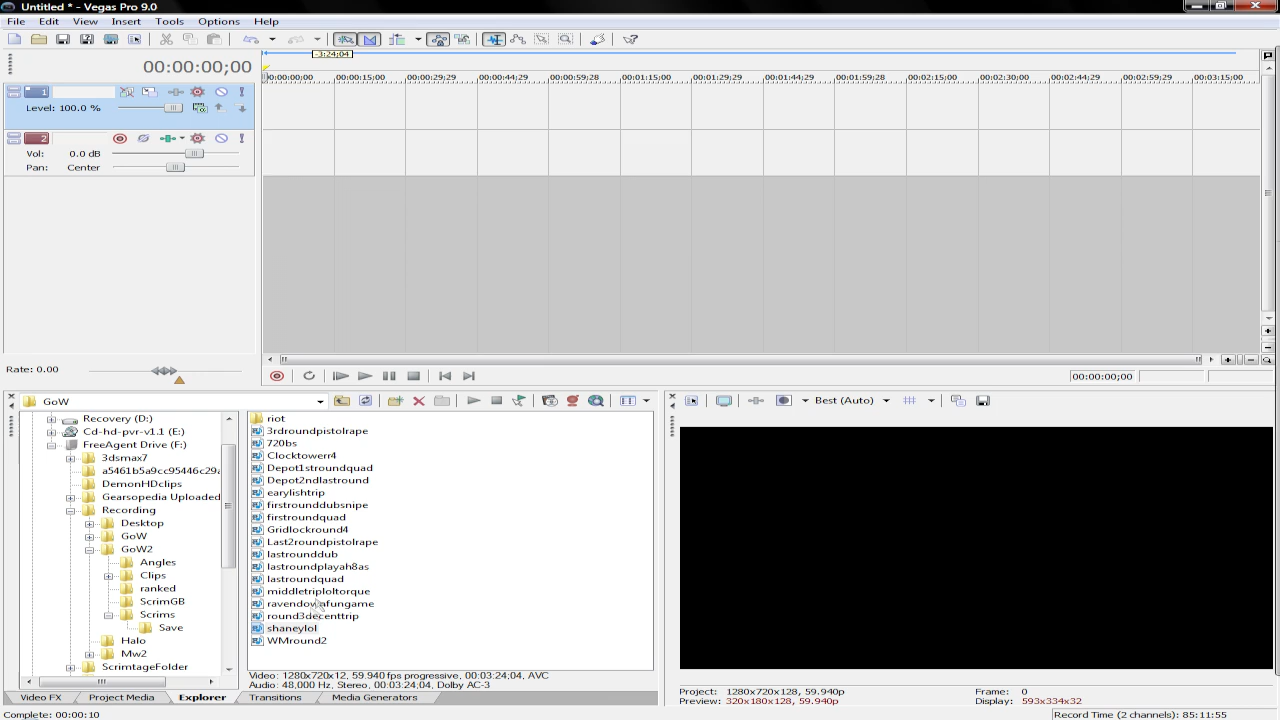 Untitled * - Vegas Pro 9.0
File Edit View Insert Tools Options Help
-3:24;04
00:00:00;00
00:00:00 00:00:15;00 00:00:29;29 00:00:44;29 00:00:59;28 00:01:15;00 00:01:29;29 00:01:44;29 00:01:59;28 00:02:15;00 00:02:30;00 00:02:44;29 00:02:59;29 00:03:15;00
1
Level: 100.0 %
2
Vol: 0.0 dB
Pan: Center
Rate: 0.00
00:00:00;00
GoW
Best (Auto)
Recovery (D:)
Cd-hd-pvr-v1.1 (E:)
FreeAgent Drive (F:)
3dsmax7
a5461b5a9cc95446c29a
DemonHDclips
Gearsopedia Uploaded
Recording
Desktop
GoW
GoW2
Angles
Clips
ranked
ScrimGB
Scrims
Save
Halo
Mw2
ScrimtageFolder
riot
3rdroundpistolrape
720bs
Clocktowerr4
Depot1stroundquad
Depot2ndlastround
earylishtrip
firstrounddubsnipe
firstroundquad
Gridlockround4
Last2roundpistolrape
lastrounddub
lastroundplayah8as
lastroundquad
middletriploltorque
round3decenttrip
shaneylol
WMround2
Video: 1280x720x12, 59.940 fps progressive, 00:03:24;04, AVC
Audio: 48,000 Hz, Stereo, 00:03:24;04, Dolby AC-3
Video FX Project Media Explorer Transitions Media Generators
Project: 1280x720x128, 59.940p
Preview: 320x180x128, 59.940p
Frame: 0
Display: 593x334x32
Complete: 00:00:10
Record Time (2 channels): 85:11:55